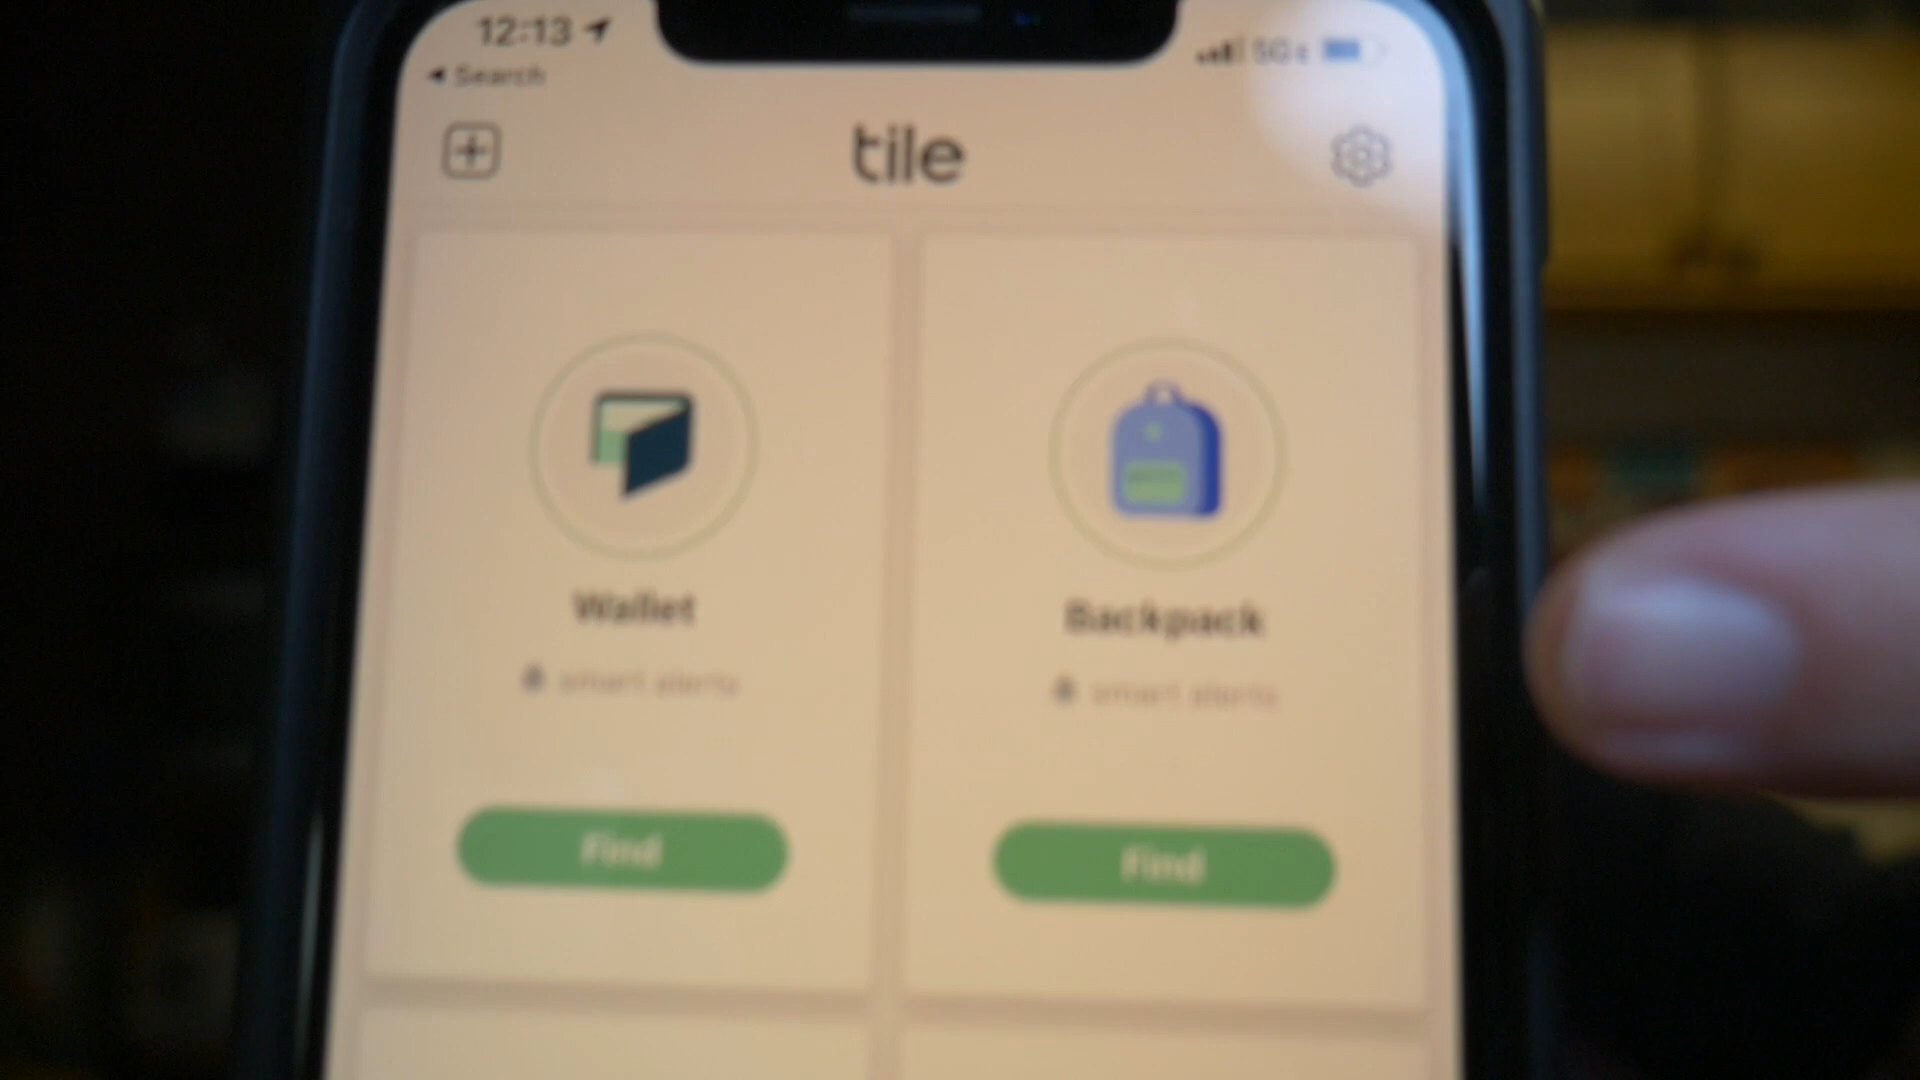 12:13
Search
tile
Wallet
Backpack
smart alerts
smart alerts
Find
Find